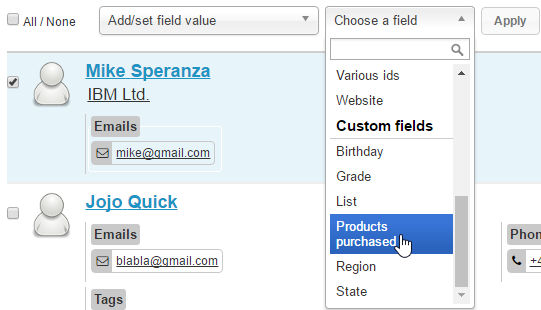 All / None
Add/set field value
Choose a field
Apply
Mike Speranza
IBM Ltd.
Emails
mike@gmail.com
Jojo Quick
Emails
blabla@gmail.com
Tags
Various ids
Website
Custom fields
Birthday
Grade
List
Products
purchased
Region
State
Phon
+4